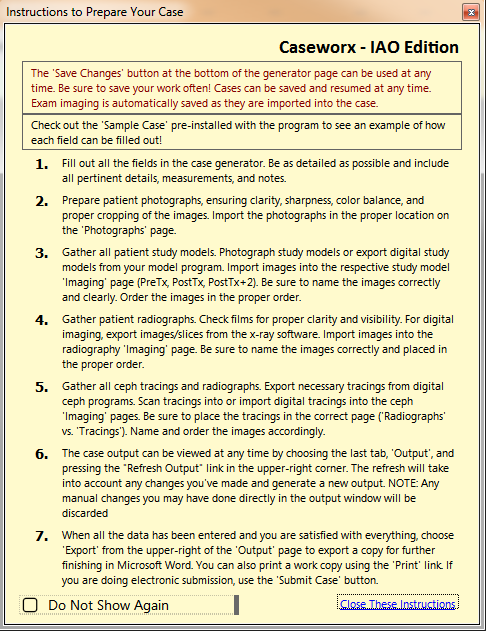 Instructions to Prepare Your Case
Caseworx - IAO Edition
The 'Save Changes' button at the bottom of the generator page can be used at any
time. Be sure to save your work often! Cases can be saved and resumed at any time.
Exam imaging is automatically saved as they are imported into the case.
Check out the 'Sample Case' pre-installed with the program to see an example of how
each field can be filled out!
1. Fill out all the fields in the case generator. Be as detailed as possible and include
all pertinent details, measurements, and notes.
2. Prepare patient photographs, ensuring clarity, sharpness, color balance, and
proper cropping of the images. Import the photographs in the proper location on
the 'Photographs' page.
3. Gather all patient study models. Photograph study models or export digital study
models from your model program. Import images into the respective study model
'Imaging' page (PreTx, PostTx, PostTx+2). Be sure to name the images correctly
and clearly. Order the images in the proper order.
4. Gather patient radiographs. Check films for proper clarity and visibility. For digital
imaging, export images/slices from the x-ray software. Import images into the
radiography 'Imaging' page. Be sure to name the images correctly and placed in
the proper order.
5. Gather all ceph tracings and radiographs. Export necessary tracings from digital
ceph programs. Scan tracings into or import digital tracings into the ceph
'Imaging' pages. Be sure to place the tracings in the correct page ('Radiographs'
vs. 'Tracings'). Name and order the images accordingly.
6. The case output can be viewed at any time by choosing the last tab, 'Output', and
pressing the "Refresh Output" link in the upper-right corner. The refresh will take
into account any changes you've made and generate a new output. NOTE: Any
manual changes you may have done directly in the output window will be
discarded
7. When all the data has been entered and you are satisfied with everything, choose
'Export' from the upper-right of the 'Output' page to export a copy for further
finishing in Microsoft Word. You can also print a work copy using the 'Print' link. If
you are doing electronic submission, use the 'Submit Case' button.
Do Not Show Again
Close These Instructions